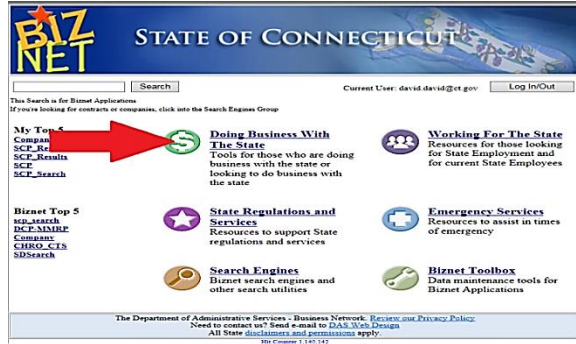 BIZ NET
STATE OF CONNECTICUT
Search
Current User: david.david@ct.gov
Log In/Out
This Search is for Biznet Applications
If you're looking for contracts or companies, click into the Search Engines Group
My Top 5
SCP_Results
SCP
SCP_Search
Biznet Top 5
scp_search
DCP-MMRP
Company
CHRO_CTS
SDSearch
Doing Business With
The State
Tools for those who are doing
business with the state or
looking to do business with
the state
Working For The State
Resources for those looking
for State Employment and
for current State Employees
State Regulations and
Services
Resources to support State
regulations and services
Emergency Services
Resources to assist in times
of emergency
Search Engines
Biznet search engines and
other search utilities
Biznet Toolbox
Data maintenance tools for
Biznet Applications
The Department of Administrative Services - Business Network. Review our Privacy Policy
Need to contact us? Send e-mail to DAS Web Design
All State disclaimers and permissions apply.
Hit Counter 1,140,142